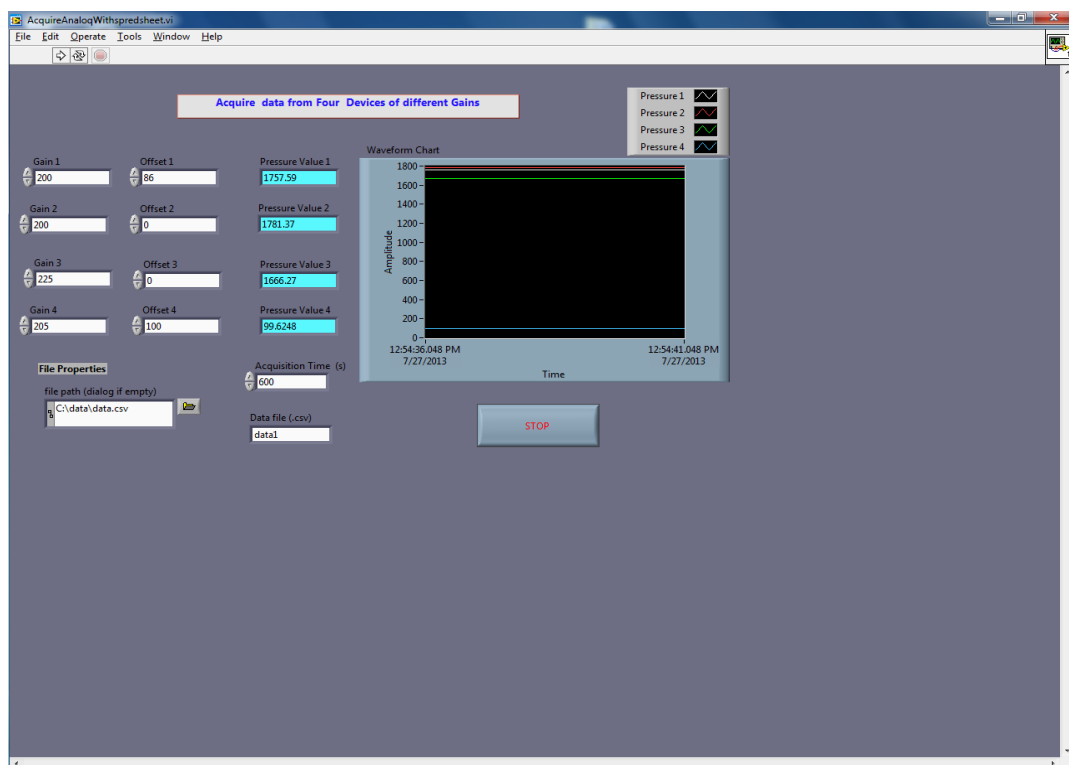 AcquireAnaloqWithspredsheet.vi
File Edit Operate Tools Window Help
Acquire data from Four Devices of different Gains
Pressure 1
Pressure 2
Pressure 3
Pressure 4
Waveform Chart
Gain 1 Offset 1 Pressure Value 1
200 86 1757.59
Gain 2 Offset 2 Pressure Value 2
200 0 1781.37
Gain 3 Offset 3 Pressure Value 3
225 0 1666.27
Gain 4 Offset 4 Pressure Value 4
205 100 99.6248
1800
1600
1400
1200
1000
800
600
400
200
0
Amplitude
12:54:36.048 PM 12:54:41.048 PM
7/27/2013 7/27/2013
Time
File Properties
Acquisition Time (s)
600
file path (dialog if empty)
C:\data\data.csv
Data file (.csv)
data1
STOP